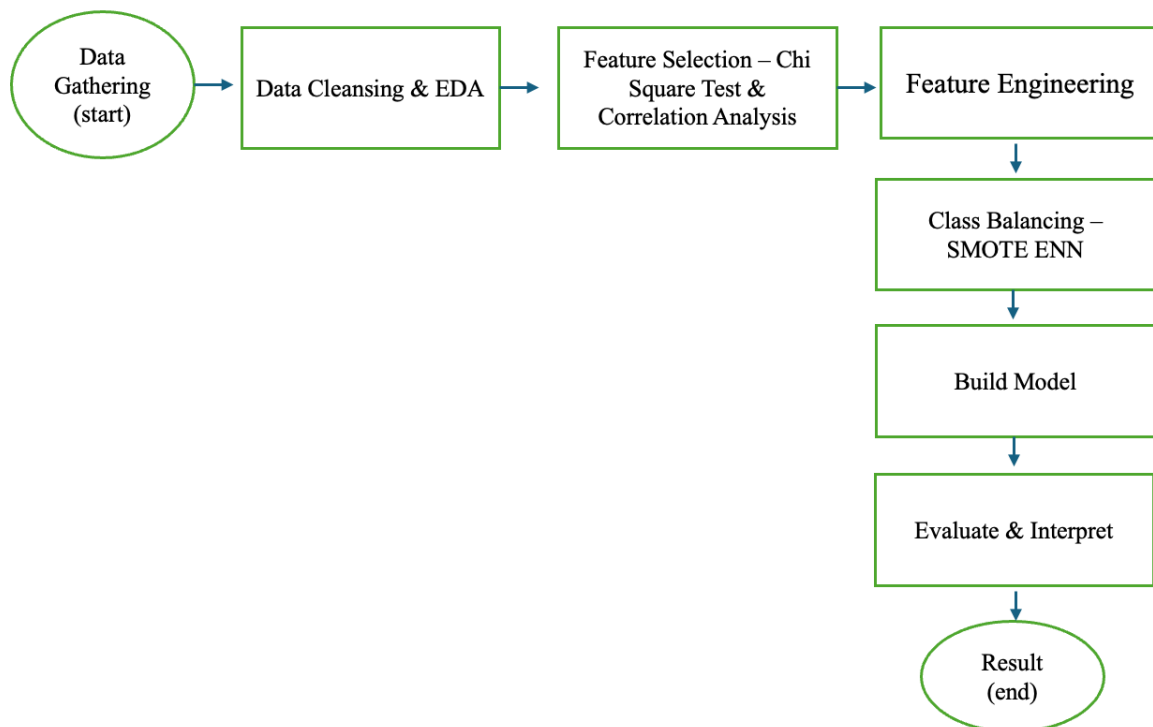 Data
Gathering
(start)
Data Cleansing & EDA
Feature Selection – Chi
Square Test &
Correlation Analysis
Feature Engineering
Class Balancing –
SMOTE ENN
Build Model
Evaluate & Interpret
Result
(end)